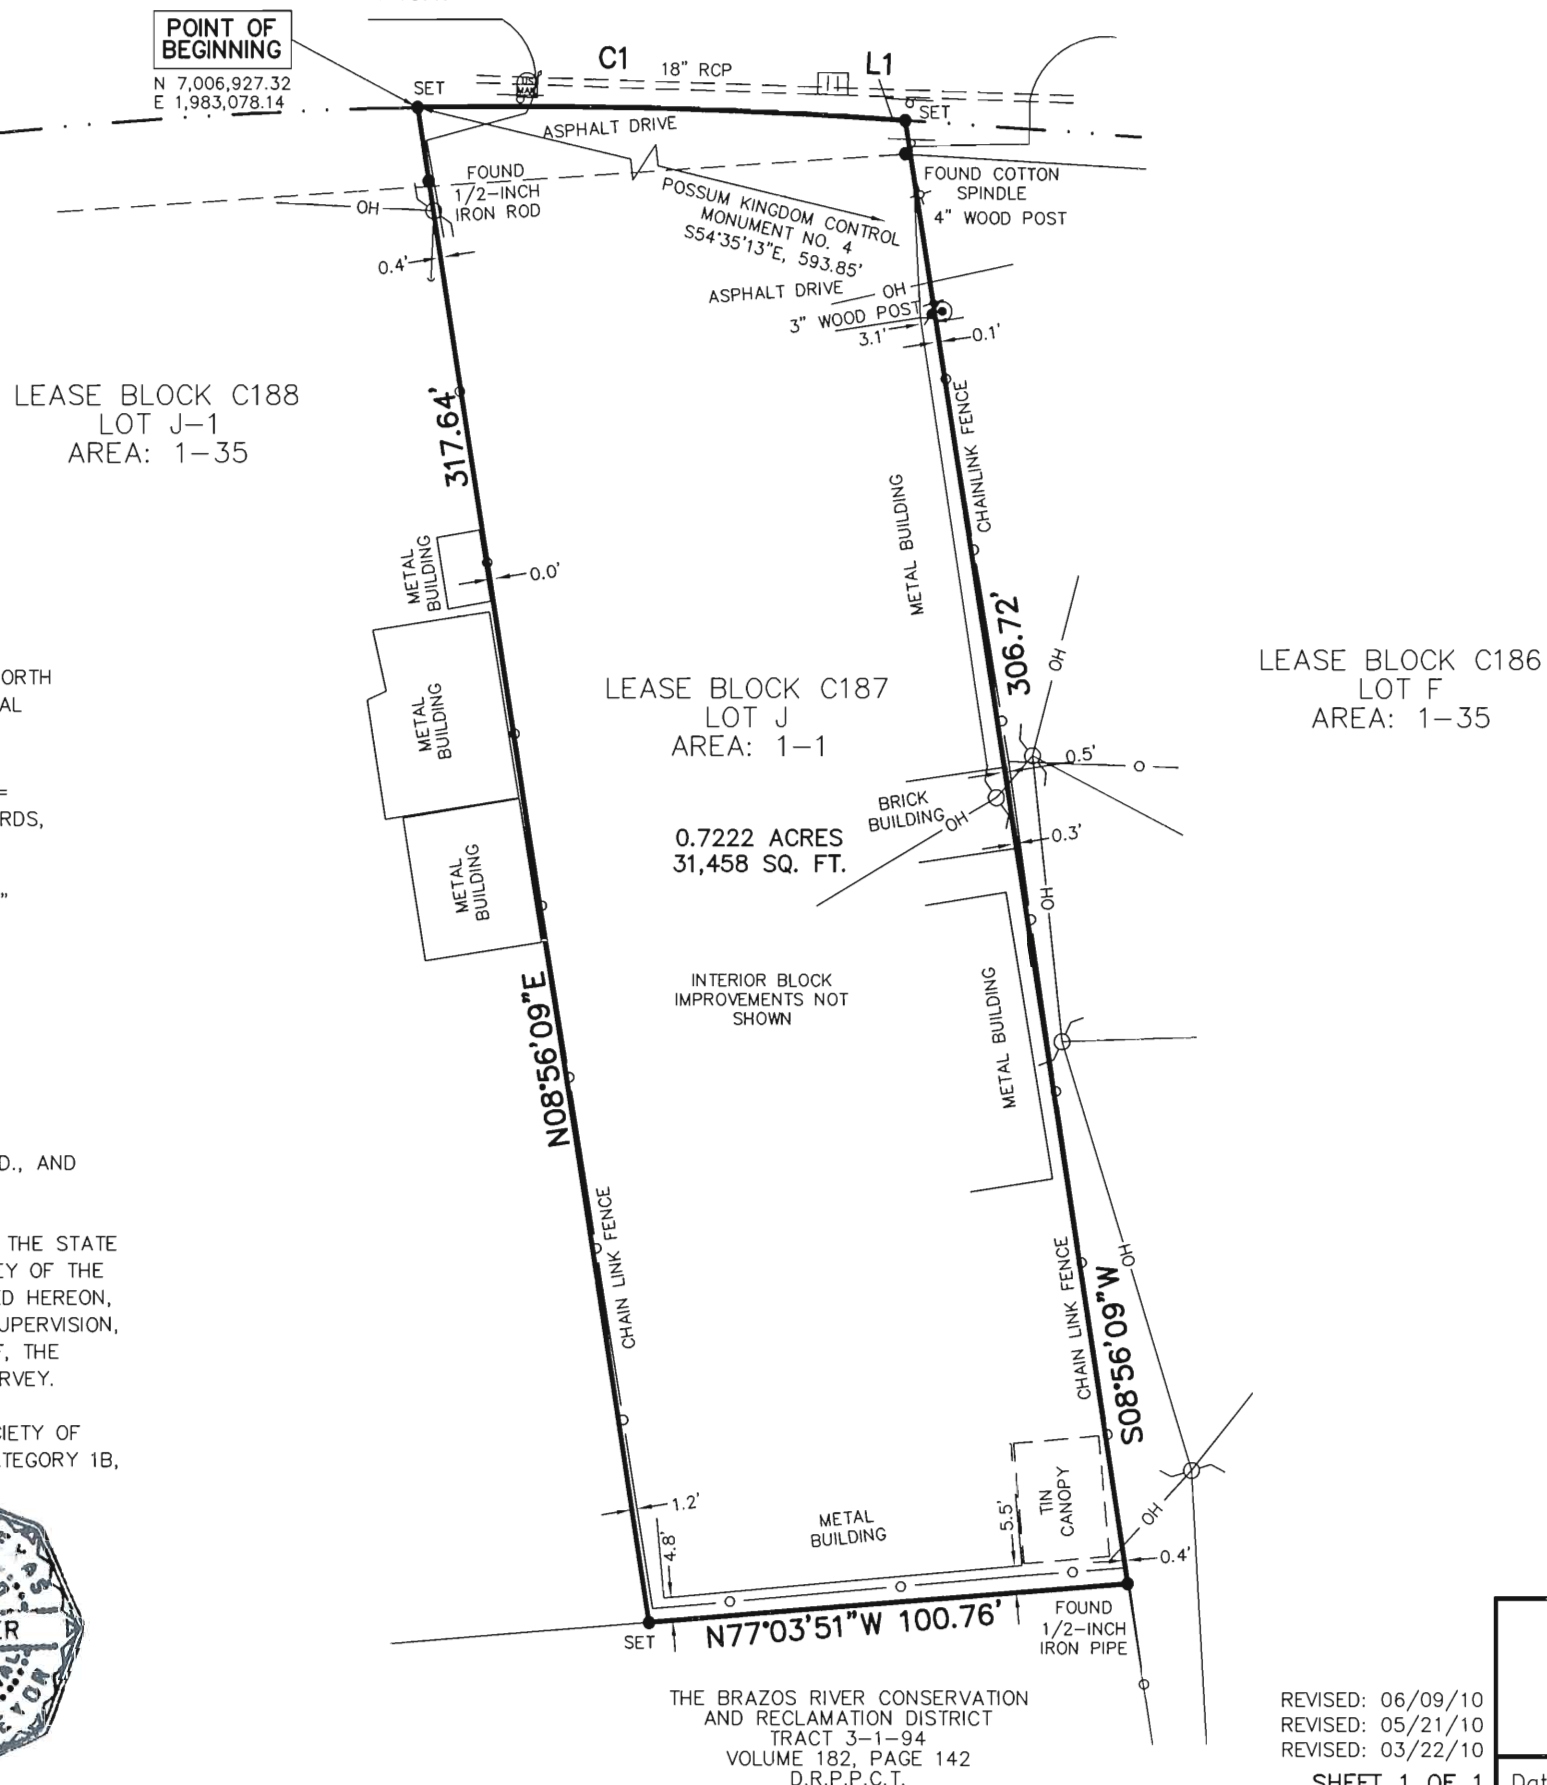 POINT OF
BEGINNING
N 7,006,927.32
E 1,983,078.14
SET
C1
18" RCP
L1
SET
ASPHALT DRIVE
FOUND
1/2-INCH
IRON ROD
OH
0.4'
POSSUM KINGDOM CONTROL
MONUMENT NO. 4
S54°35'13"E, 593.85'
FOUND COTTON
SPINDLE
4" WOOD POST
ASPHALT DRIVE
OH
3" WOOD POST
3.1'
0.1'
LEASE BLOCK C188
LOT J-1
AREA: 1-35
317.64'
CHAINLINK FENCE
METAL BUILDING
METAL
BUILDING
0.0'
306.72'
OH
METAL
BUILDING
LEASE BLOCK C187
LOT J
AREA: 1-1
LEASE BLOCK C186
LOT F
AREA: 1-35
0.5'
BRICK
BUILDING
OH
0.3'
0.7222 ACRES
31,458 SQ. FT.
METAL
BUILDING
OH
INTERIOR BLOCK
IMPROVEMENTS NOT
SHOWN
METAL BUILDING
N08°56'09"E
CHAIN LINK FENCE
CHAIN LINK FENCE
OH
S08°56'09"W
ORTH
AL
RDS,
D., AND
THE STATE
EY OF THE
ED HEREON,
UPERVISION,
F, THE
RVEY.
CIETY OF
ATEGORY 1B,
1.2'
4.8'
METAL
BUILDING
5.5'
TIN
CANOPY
OH
0.4'
SET
N77°03'51"W 100.76'
FOUND
1/2-INCH
IRON PIPE
THE BRAZOS RIVER CONSERVATION
AND RECLAMATION DISTRICT
TRACT 3-1-94
VOLUME 182, PAGE 142
D.R.P.P.C.T.
REVISED: 06/09/10
REVISED: 05/21/10
REVISED: 03/22/10
SHEET 1 OF 1
Dat